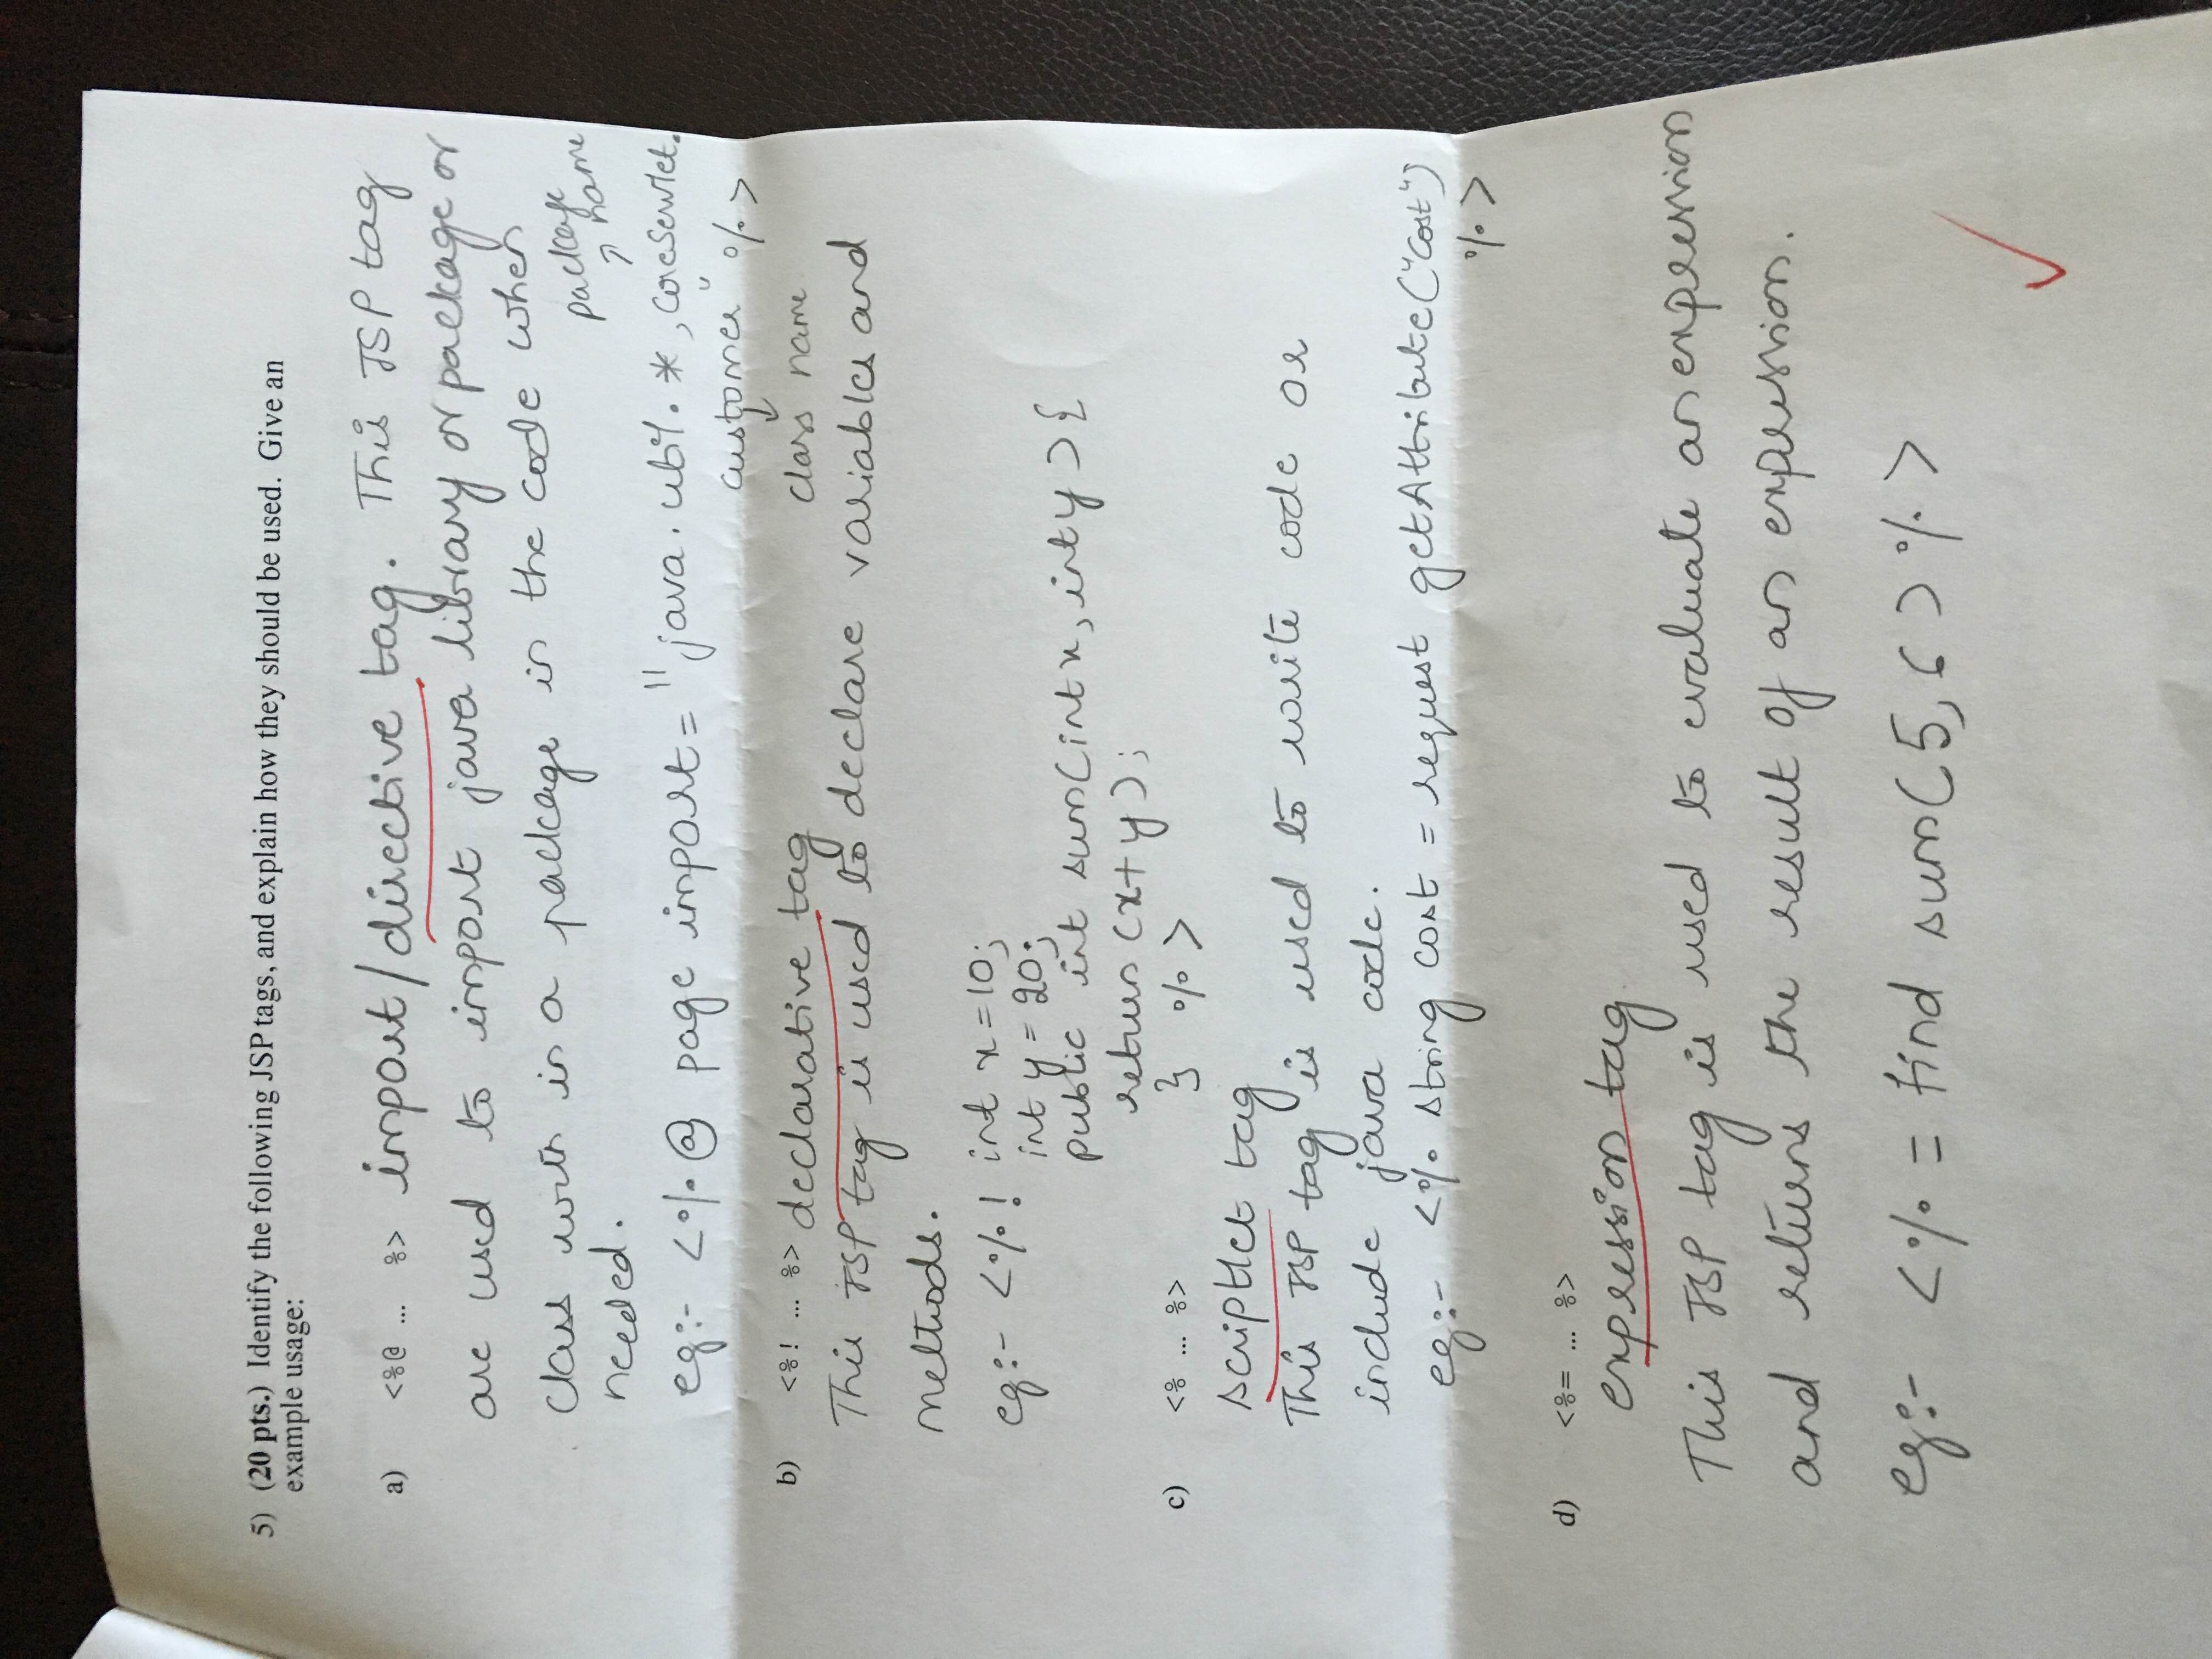 5) (20 pts.) Identify the following JSP tags, and explain how they should be used. Give an
example usage:
a) <%@ ... %> import/directive tag. This JSP tag
are used to import java library or package or
class with in a package in the code when
needed.
package
name
eg:- <%@ page import= "java.util.*, coreServlet.
customer" %>
class name
b) <%! ... %> declarative tag
This JSP tag is used to declare variables and
methods.
eg:- <%! int x=10;
int y = 20;
public int sum(int x, int y) {
return (x+y);
} %>
c) <% ... %>
scriptlet tag
This JSP tag is used to write code or
include java code.
eg:- <% String cost = request getAttribute("Cost")
%>
d) <%= ... %>
expression tag
This JSP tag is used to evaluate an expression
and returns the result of an expression.
eg:- <% = find sum(5,6) %>